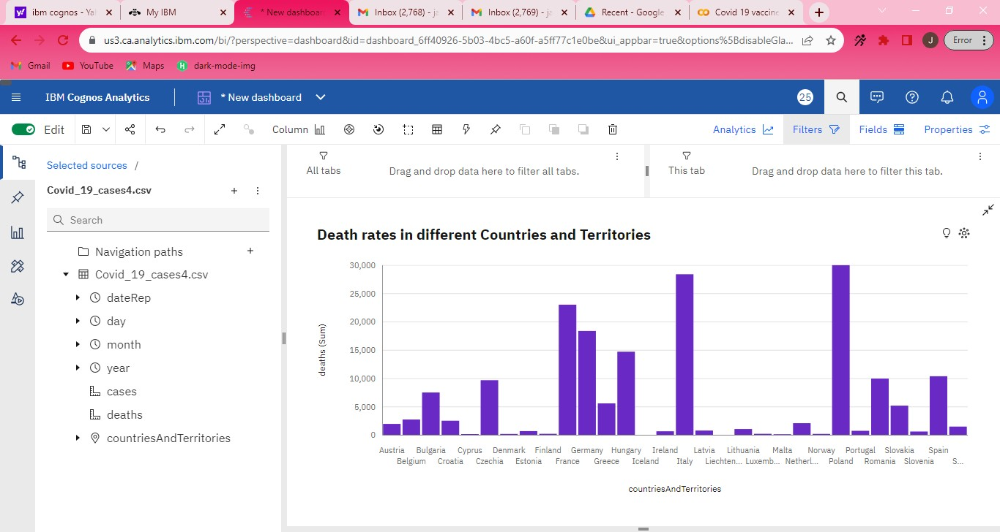 ibm cognos - Ya
My IBM
* New dashboar
Inbox (2,768) - ja
Inbox (2,769) - ja
Recent - Google
Covid 19 vaccine
us3.ca.analytics.ibm.com/bi/?perspective=dashboard&id=dashboard_6ff40926-5b03-4bc5-a60f-a5ff77c1e0be&ui_appbar=true&options%5BdisableGla...
J
Error
Gmail
YouTube
Maps
H
dark-mode-img
IBM Cognos Analytics
* New dashboard
25
Edit
Column
Analytics
Filters
Fields
Properties
Selected sources /
All tabs
Drag and drop data here to filter all tabs.
This tab
Drag and drop data here to filter this tab.
Covid_19_cases4.csv
Search
Navigation paths
Covid_19_cases4.csv
dateRep
day
month
year
cases
deaths
countriesAndTerritories
Death rates in different Countries and Territories
deaths (Sum)
30,000
25,000
20,000
15,000
10,000
5,000
0
Austria Bulgaria Cyprus Denmark Finland Germany Hungary Ireland Latvia Lithuania Malta Norway Portugal Slovakia Spain
Belgium Croatia Czechia Estonia France Greece Iceland Italy Liechten... Luxemb... Netherl... Poland Romania Slovenia S...
countriesAndTerritories